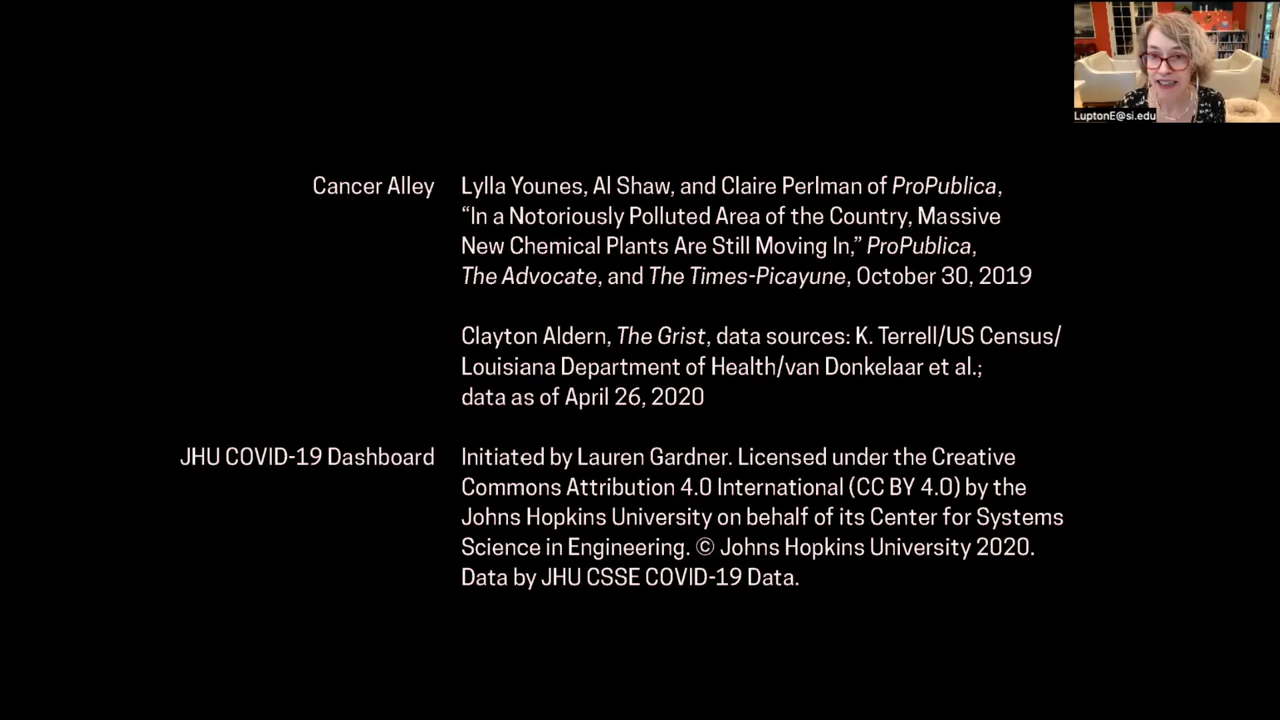 LuptonE@si.edu
Cancer Alley
Lylla Younes, Al Shaw, and Claire Perlman of ProPublica,
“In a Notoriously Polluted Area of the Country, Massive
New Chemical Plants Are Still Moving In,” ProPublica,
The Advocate, and The Times-Picayune, October 30, 2019
Clayton Aldern, The Grist, data sources: K. Terrell/US Census/
Louisiana Department of Health/van Donkelaar et al.;
data as of April 26, 2020
JHU COVID-19 Dashboard
Initiated by Lauren Gardner. Licensed under the Creative
Commons Attribution 4.0 International (CC BY 4.0) by the
Johns Hopkins University on behalf of its Center for Systems
Science in Engineering. © Johns Hopkins University 2020.
Data by JHU CSSE COVID-19 Data.